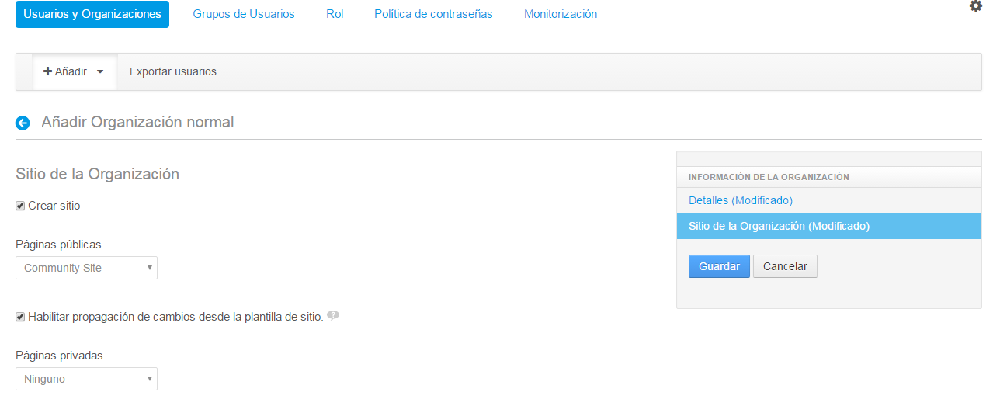 Usuarios y Organizaciones Grupos de Usuarios Rol Política de contraseñas Monitorización
Añadir Exportar usuarios
Añadir Organización normal
Sitio de la Organización
Crear sitio
Páginas públicas
Community Site
Habilitar propagación de cambios desde la plantilla de sitio. ?
Páginas privadas
Ninguno
INFORMACIÓN DE LA ORGANIZACIÓN
Detalles (Modificado)
Sitio de la Organización (Modificado)
Guardar Cancelar